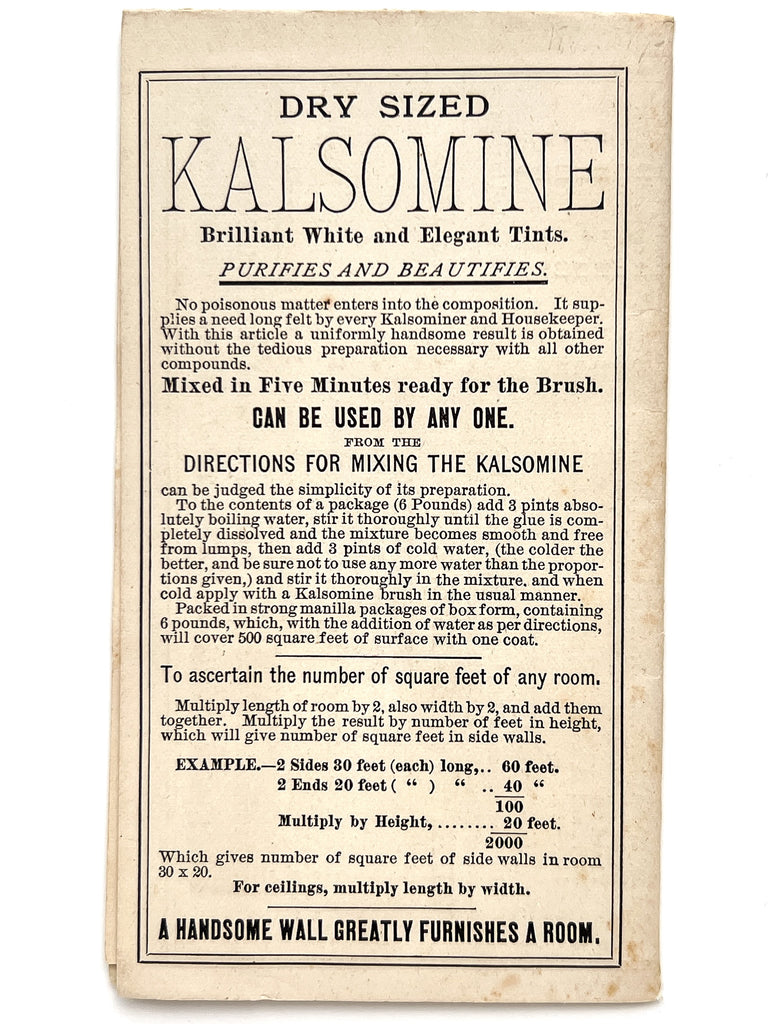 DRY SIZED
KALSOMINE
Brilliant White and Elegant Tints.
PURIFIES AND BEAUTIFIES.
No poisonous matter enters into the composition. It sup-
plies a need long felt by every Kalsominer and Housekeeper.
With this article a uniformly handsome result is obtained
without the tedious preparation necessary with all other
compounds.
Mixed in Five Minutes ready for the Brush.
CAN BE USED BY ANY ONE.
FROM THE
DIRECTIONS FOR MIXING THE KALSOMINE
can be judged the simplicity of its preparation.
To the contents of a package (6 Pounds) add 3 pints abso-
lutely boiling water, stir it thoroughly until the glue is com-
pletely dissolved and the mixture becomes smooth and free
from lumps, then add 3 pints of cold water, (the colder the
better, and be sure not to use any more water than the propor-
tions given,) and stir it thoroughly in the mixture. and when
cold apply with a Kalsomine brush in the usual manner.
Packed in strong manilla packages of box form, containing
6 pounds, which, with the addition of water as per directions,
will cover 500 square feet of surface with one coat.
To ascertain the number of square feet of any room.
Multiply length of room by 2, also width by 2, and add them
together. Multiply the result by number of feet in height,
which will give number of square feet in side walls.
EXAMPLE.—2 Sides 30 feet (each) long,.. 60 feet.
2 Ends 20 feet ( " ) " .. 40 "
100
Multiply by Height, ........ 20 feet.
2000
Which gives number of square feet of side walls in room
30 x 20.
For ceilings, multiply length by width.
A HANDSOME WALL GREATLY FURNISHES A ROOM.